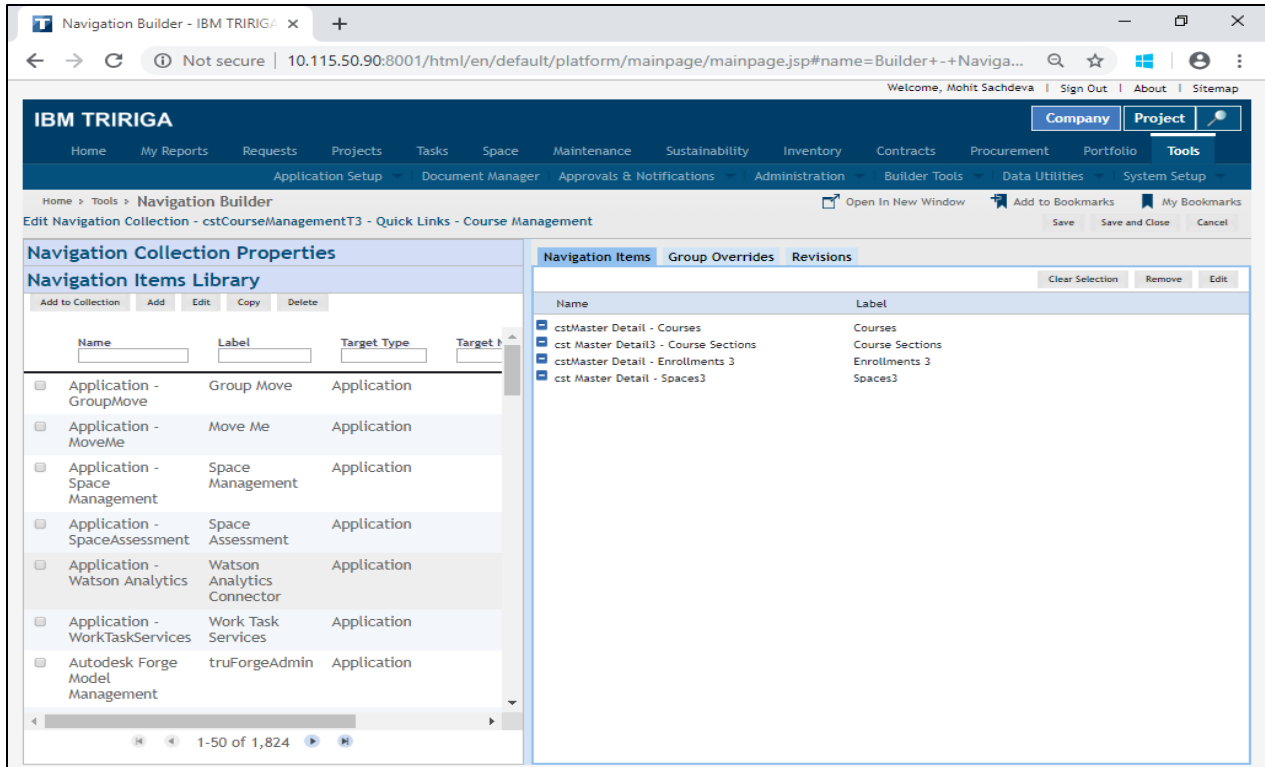 Navigation Builder - IBM TRIRIGA
Not secure | 10.115.50.90:8001/html/en/default/platform/mainpage/mainpage.jsp#name=Builder+-+Naviga...
Welcome, Mohit Sachdeva | Sign Out | About | Sitemap
IBM TRIRIGA
Company Project
Home My Reports Requests Projects Tasks Space Maintenance Sustainability Inventory Contracts Procurement Portfolio Tools
Application Setup Document Manager Approvals & Notifications Administration Builder Tools Data Utilities System Setup
Home > Tools > Navigation Builder
Open In New Window Add to Bookmarks My Bookmarks
Edit Navigation Collection - cstCourseManagementT3 - Quick Links - Course Management
Save Save and Close Cancel
Navigation Collection Properties
Navigation Items Library
Add to Collection Add Edit Copy Delete
Name Label Target Type Target N
Application - GroupMove
Group Move
Application
Application - MoveMe
Move Me
Application
Application - Space Management
Space Management
Application
Application - SpaceAssessment
Space Assessment
Application
Application - Watson Analytics
Watson Analytics Connector
Application
Application - WorkTaskServices
Work Task Services
Application
Autodesk Forge Model Management
truForgeAdmin
Application
1-50 of 1,824
Navigation Items Group Overrides Revisions
Clear Selection Remove Edit
Name Label
cstMaster Detail - Courses Courses
cst Master Detail3 - Course Sections Course Sections
cstMaster Detail - Enrollments 3 Enrollments 3
cst Master Detail - Spaces3 Spaces3